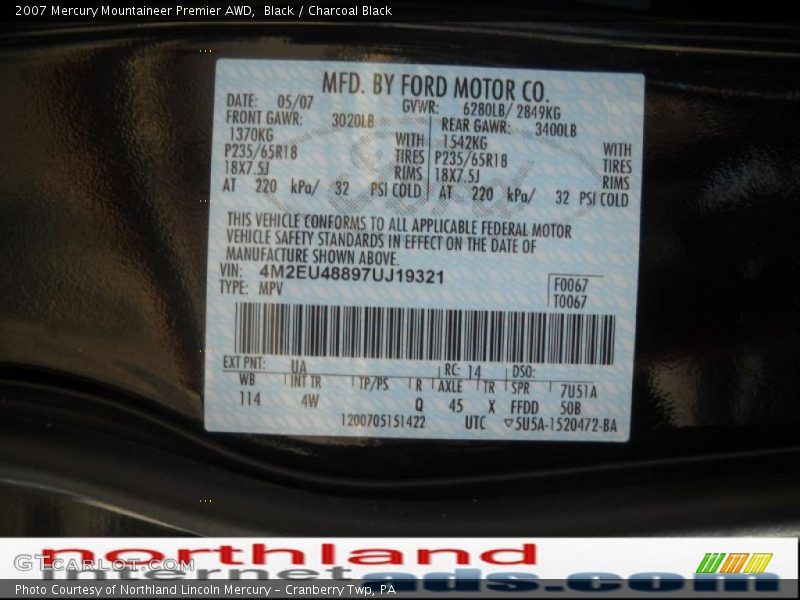 2007 Mercury Mountaineer Premier AWD,  Black / Charcoal Black
MFD. BY FORD MOTOR CO.
DATE: 05/07 GVWR: 6280LB/ 2849KG
FRONT GAWR: 3020LB REAR GAWR: 3400LB
1370KG WITH 1542KG WITH
P235/65R18 TIRES P235/65R18 TIRES
18X7.5J RIMS 18X7.5J RIMS
AT 220 kPa/ 32 PSI COLD AT 220 kPa/ 32 PSI COLD
THIS VEHICLE CONFORMS TO ALL APPLICABLE FEDERAL MOTOR
VEHICLE SAFETY STANDARDS IN EFFECT ON THE DATE OF
MANUFACTURE SHOWN ABOVE.
VIN: 4M2EU48897UJ19321
TYPE: MPV
F0067
T0067
EXT PNT: UA RC: 14 DSO:
WB INT TR TP/PS R AXLE TR SPR 7U51A
114 4W Q 45 X FFDD 50B
1200705151422 UTC ▽5U5A-1520472-BA
northland
internetads.com
GTCARLOT.COM
Photo Courtesy of Northland Lincoln Mercury – Cranberry Twp, PA